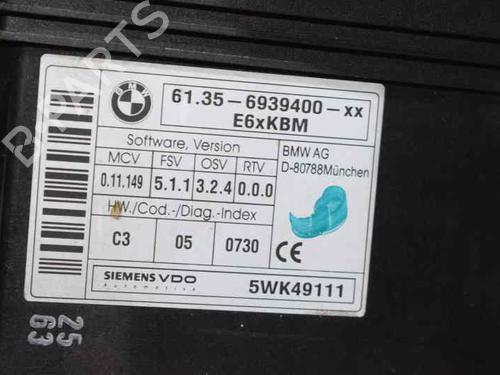 BMW
61.35 - 6939400 - xx
E6xKBM
Software, Version
MCV FSV OSV RTV
0.11.149 5.1.1 3.2.4 0.0.0
HW./Cod.-/Diag.-Index
C3 05 0730
BMW AG
D-80788München
CE
SIEMENS VDO
Automotive
5WK49111
25
63
B-PARTS